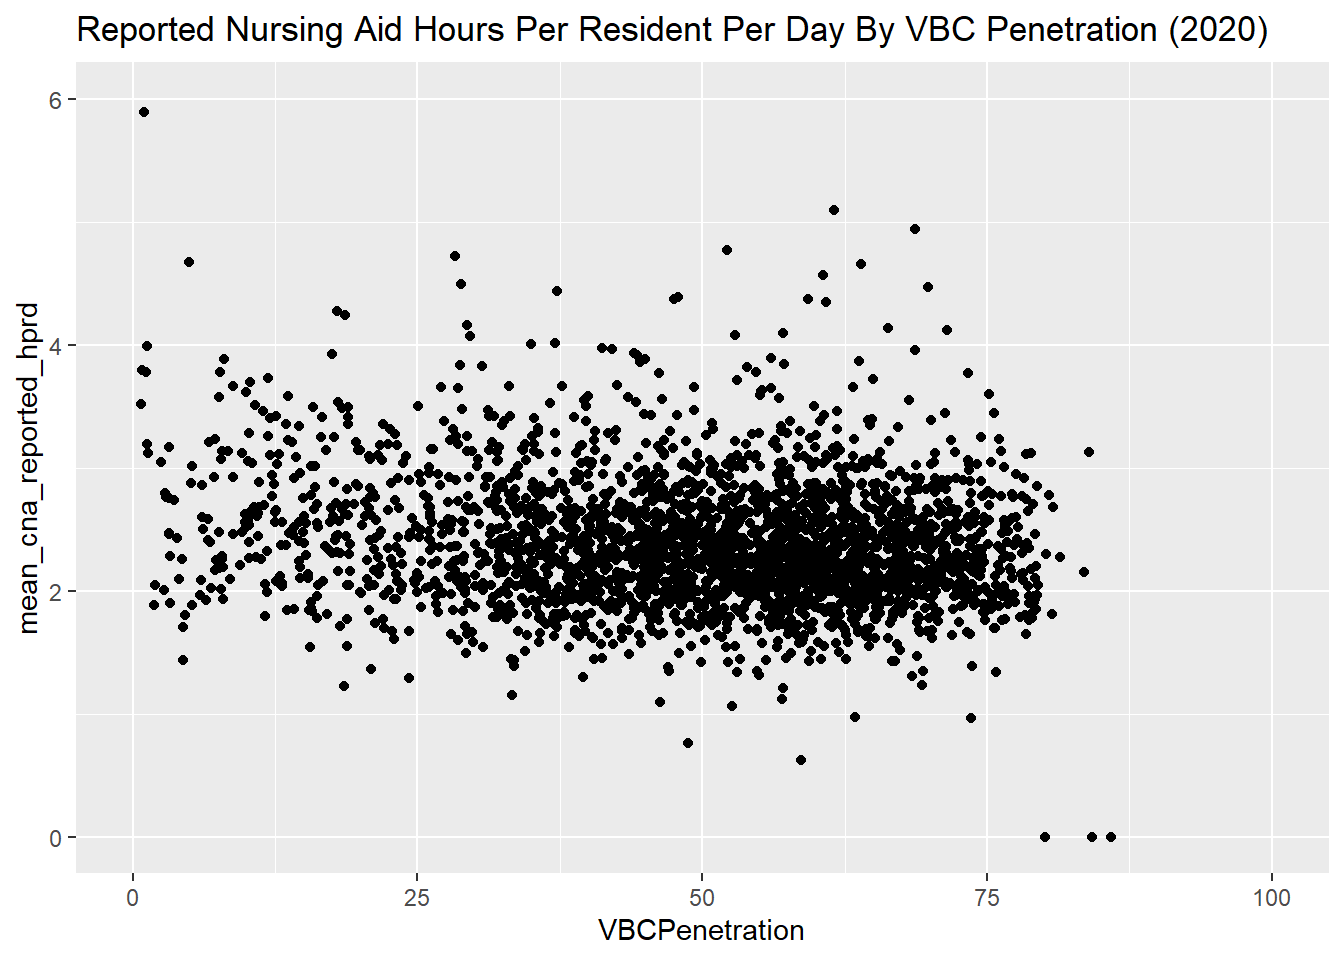 Reported Nursing Aid Hours Per Resident Per Day By VBC Penetration (2020)
6
4
2
0
mean_cna_reported_hprd
0 25 50 75 100
VBCPenetration